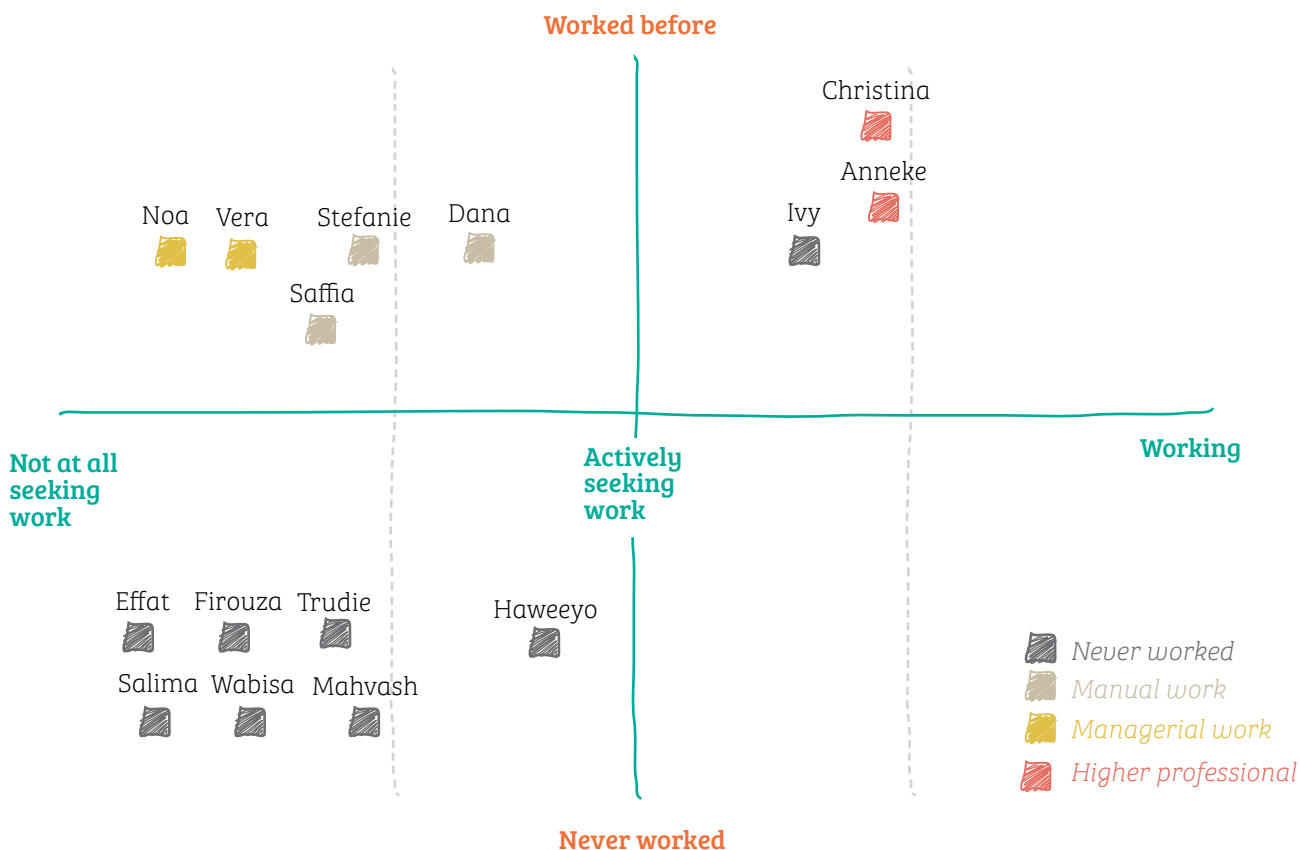 Worked before
Christina
Anneke
Noa
Vera
Stefanie
Dana
Ivy
Saffia
Not at all
seeking
work
Actively
seeking
work
Working
Effat
Firouza
Trudie
Haweeyo
Salima
Wabisa
Mahvash
Never worked
Manual work
Managerial work
Higher professional
Never worked